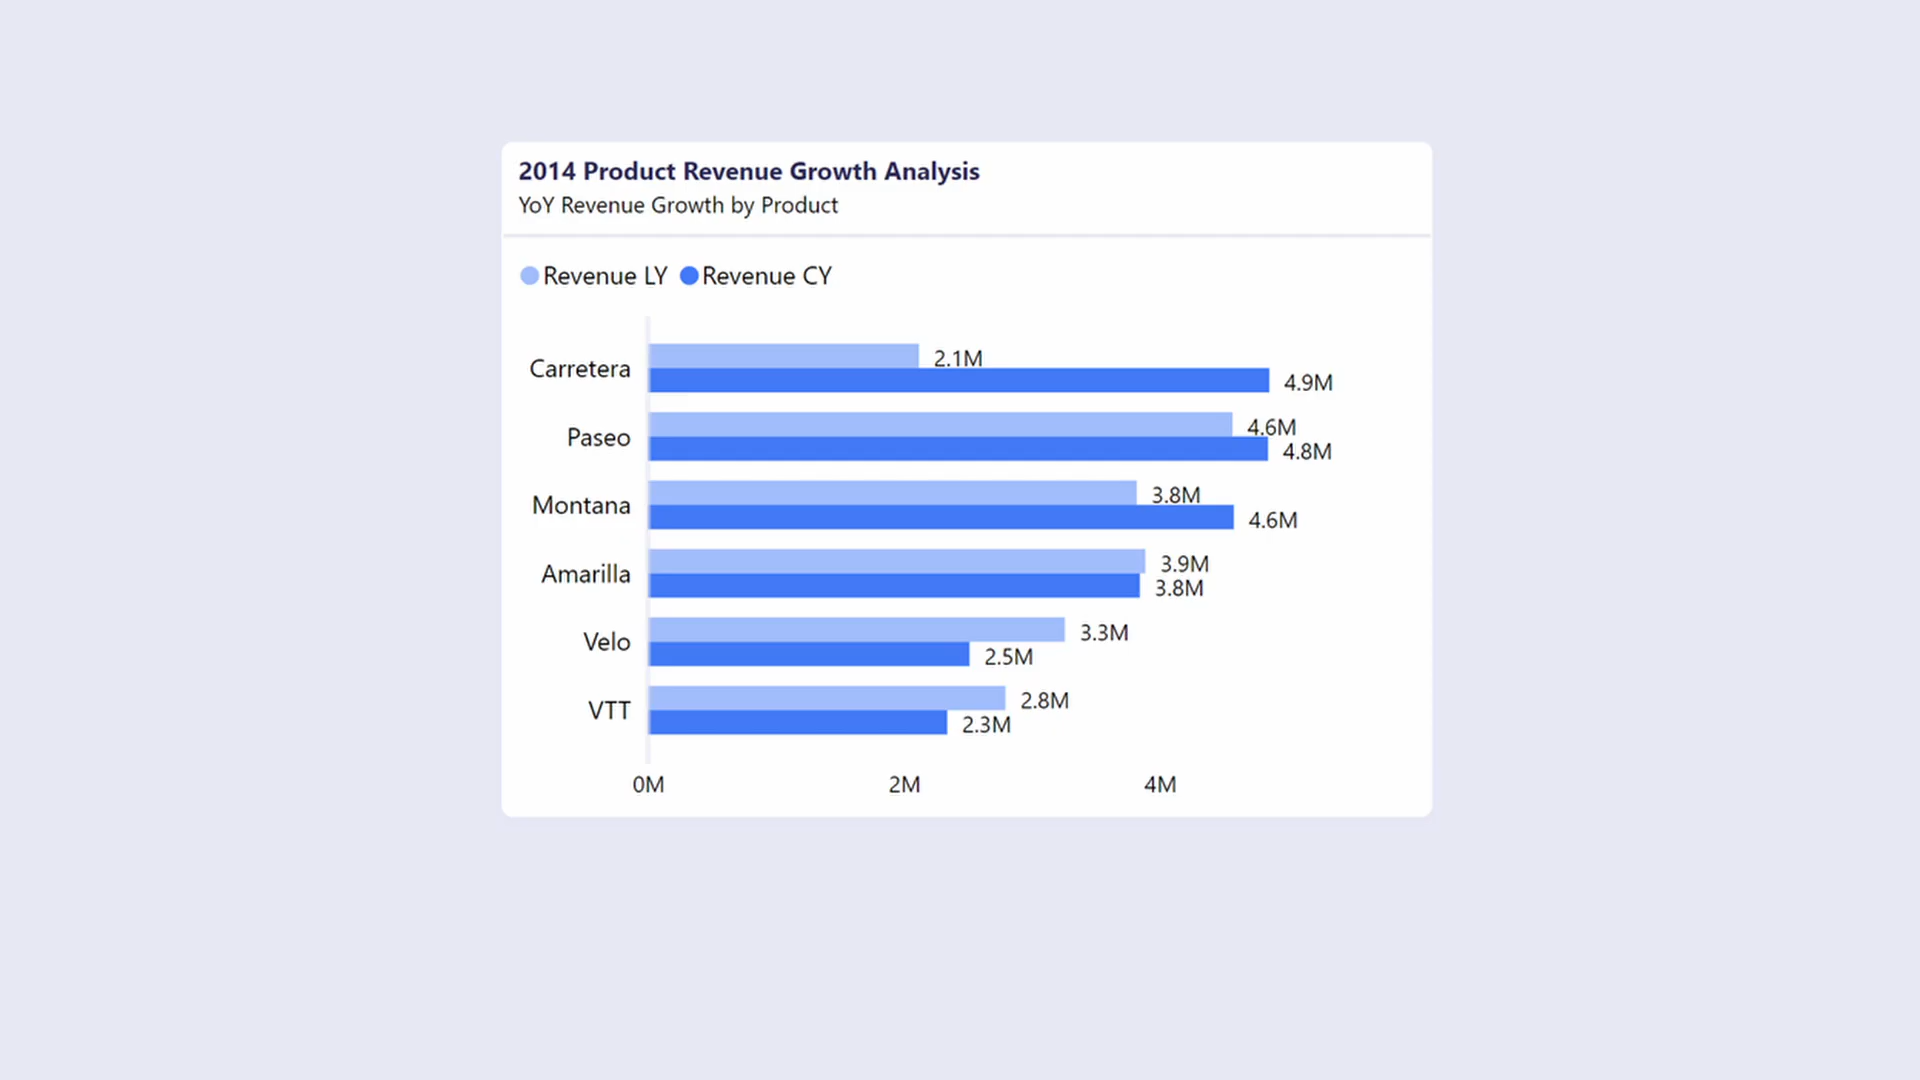 2014 Product Revenue Growth Analysis
YoY Revenue Growth by Product
Revenue LY Revenue CY
Carretera 2.1M
4.9M
Paseo 4.6M
4.8M
Montana 3.8M
4.6M
Amarilla 3.9M
3.8M
Velo 3.3M
2.5M
VTT 2.8M
2.3M
0M 2M 4M